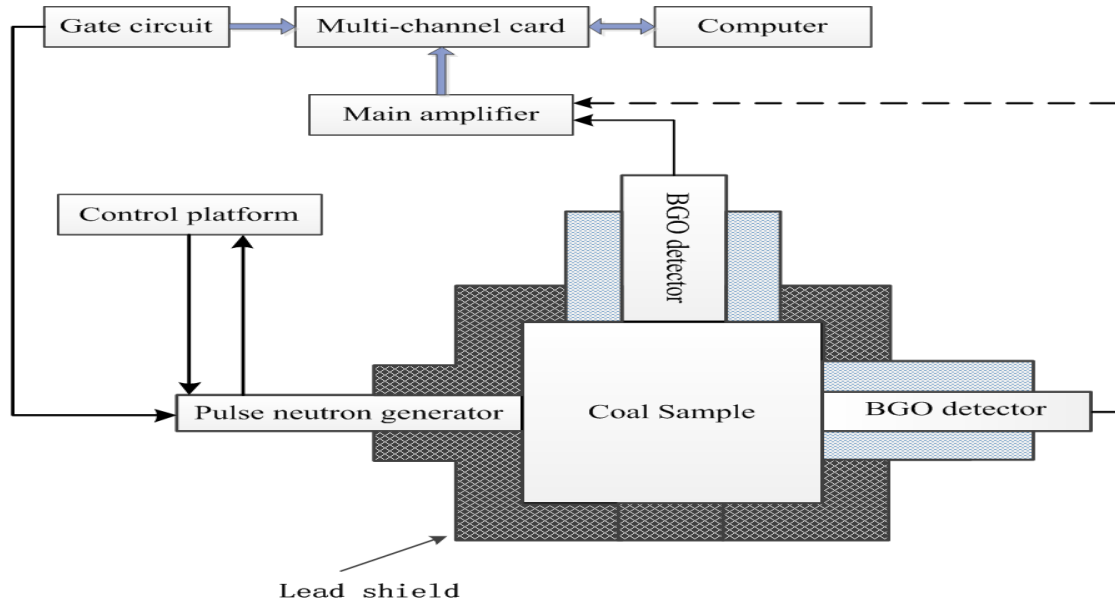 Gate circuit
Multi-channel card
Computer
Main amplifier
Control platform
BGO detector
Pulse neutron generator
Coal Sample
BGO detector
Lead shield